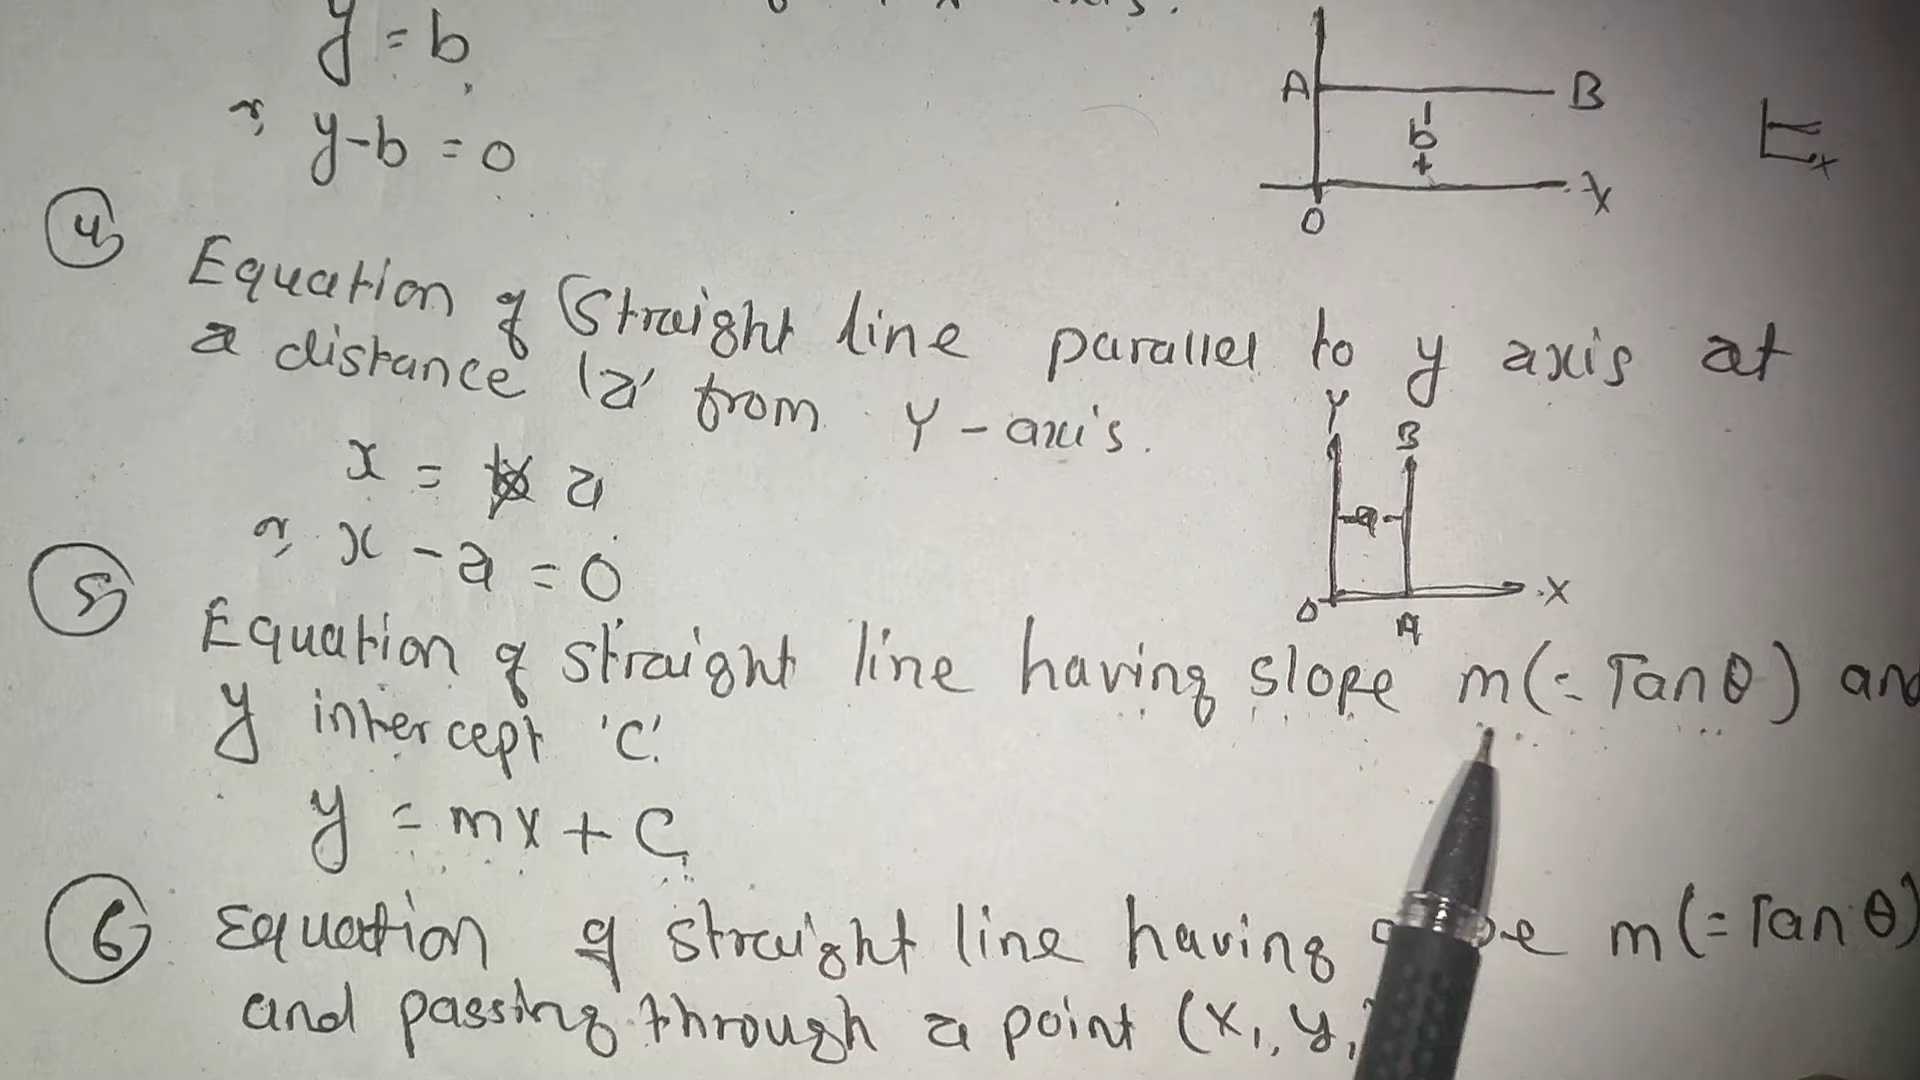 y = b
A B
b
or, y-b = 0
X
O
X
4
Equation of Straight line parallel to y axis at
a distance 'a' from Y-axis.
Y B
x = a
a
or, x - a = 0
O A X
5
Equation of straight line having slope m(= Tanθ) and
y intercept 'C'.
y = mx + C
6
Equation of straight line having m(= Tanθ)
and passing through a point (x₁, y₁